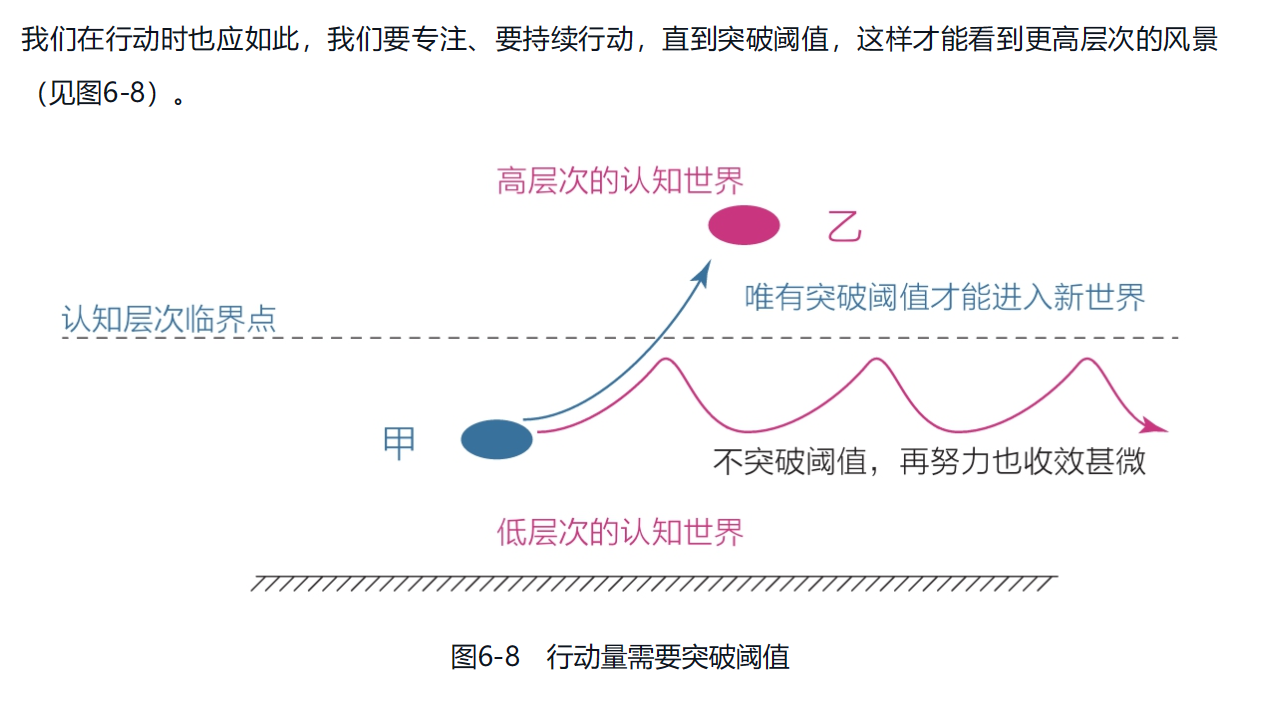 我们在行动时也应如此，我们要专注、要持续行动，直到突破阈值，这样才能看到更高层次的风景
（见图6-8）。
高层次的认知世界
乙
唯有突破阈值才能进入新世界
认知层次临界点
甲
不突破阈值，再努力也收效甚微
低层次的认知世界
图6-8　行动量需要突破阈值